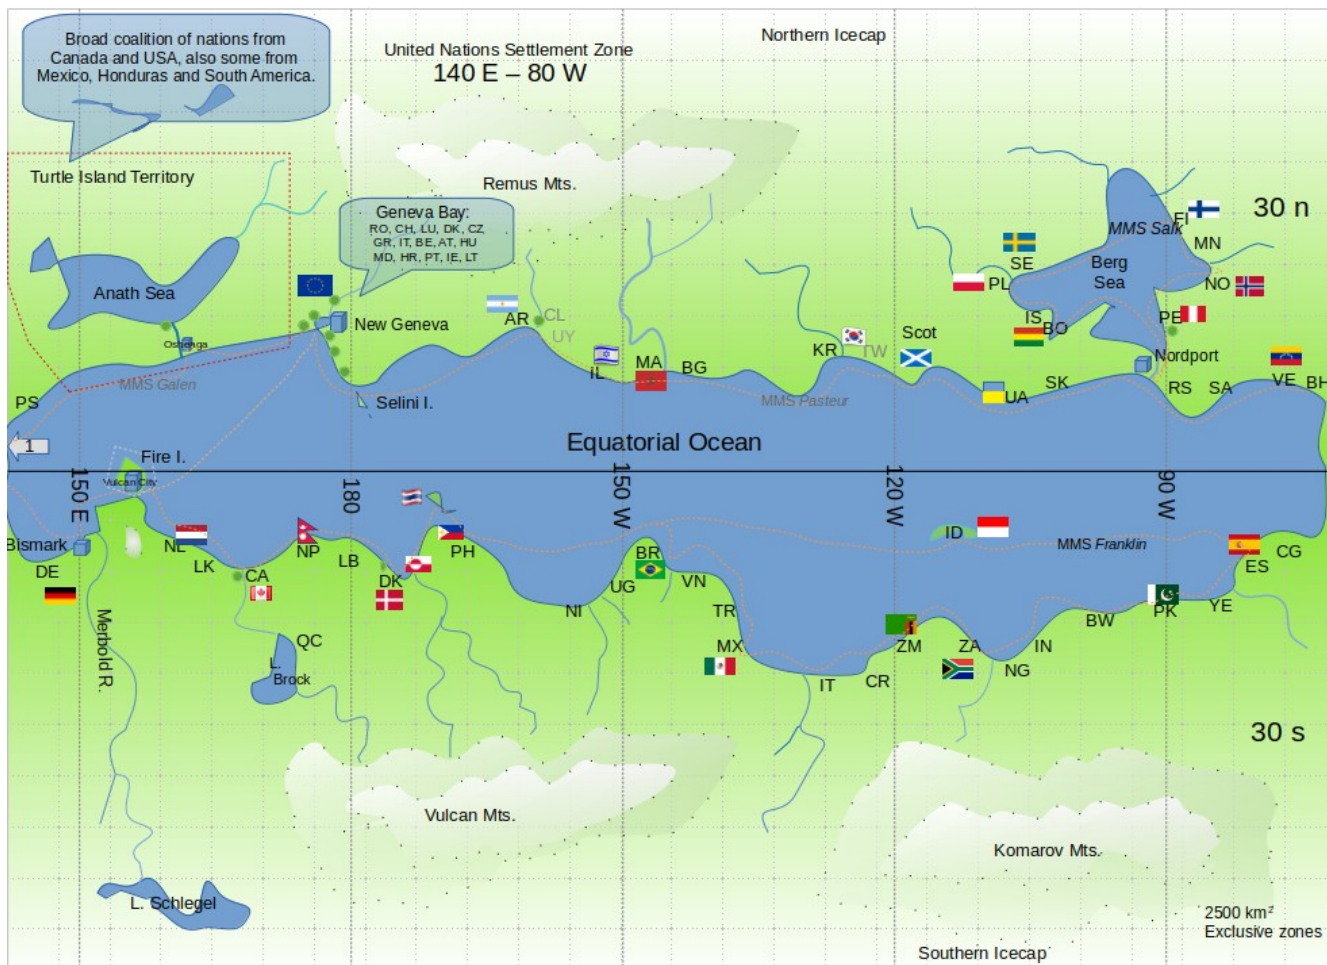 Broad coalition of nations from
Canada and USA, also some from
Mexico, Honduras and South America.
United Nations Settlement Zone
140 E – 80 W
Northern Icecap
Turtle Island Territory
Remus Mts.
Geneva Bay:
RO, CH, LU, DK, CZ,
GR, IT, BE, AT, HU
MD, HR, PT, IE, LT
30 n
FI
MMS Salk
MN
SE
Berg
Sea
PL
NO
Anath Sea
New Geneva
AR
CL
UY
IS
BO
PE
Osheaga
Scot
KR
TW
Nordport
IL
MA
BG
MMS Galen
Selini I.
MMS Pasteur
UA
SK
RS
SA
VE
BH
PS
1
Equatorial Ocean
Fire I.
Vulcan City
150 E
180
150 W
120 W
90 W
Bismark
DE
NL
LK
CA
NP
LB
DK
PH
NI
UG
BR
VN
TR
MX
IT
CR
ZM
ZA
NG
IN
ID
MMS Franklin
BW
PK
YE
ES
CG
Merbold R.
QC
L.
Brock
30 s
Vulcan Mts.
Komarov Mts.
L. Schlegel
2500 km²
Exclusive zones
Southern Icecap